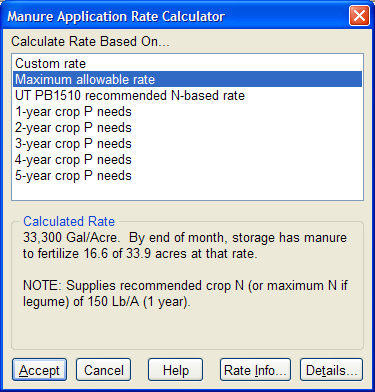 Manure Application Rate Calculator
Calculate Rate Based On...
Custom rate
Maximum allowable rate
UT PB1510 recommended N-based rate
1-year crop P needs
2-year crop P needs
3-year crop P needs
4-year crop P needs
5-year crop P needs
Calculated Rate
33,300 Gal/Acre.  By end of month, storage has manure
to fertilize 16.6 of 33.9 acres at that rate.
NOTE: Supplies recommended crop N (or maximum N if
legume) of 150 Lb/A (1 year).
Accept Cancel Help Rate Info... Details...